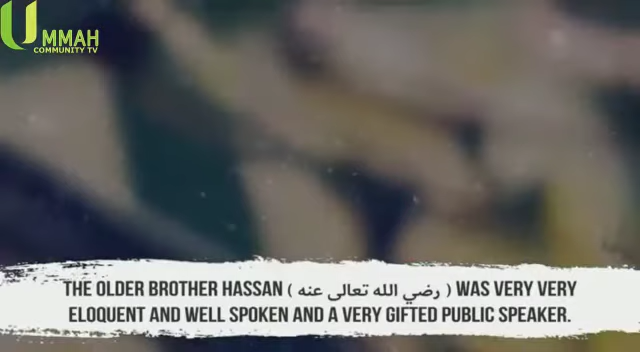 UMMAH
COMMUNITY TV
THE OLDER BROTHER HASSAN ( رضي الله تعالى عنه ) WAS VERY VERY
ELOQUENT AND WELL SPOKEN AND A VERY GIFTED PUBLIC SPEAKER.